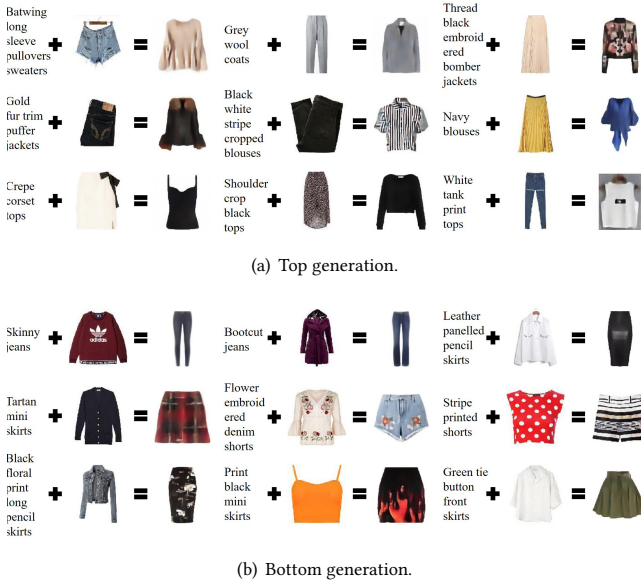 Batwing
long
sleeve
pullovers
sweaters
Grey
wool
coats
Thread
black
embroid
ered
bomber
jackets
Gold
fur trim
puffer
jackets
Black
white
stripe
cropped
blouses
Navy
blouses
Crepe
corset
tops
Shoulder
crop
black
tops
White
tank
print
tops
(a) Top generation.
Skinny
jeans
adidas
Bootcut
jeans
Leather
panelled
pencil
skirts
Tartan
mini
skirts
Flower
embroid
ered
denim
shorts
Stripe
printed
shorts
Black
floral
print
long
pencil
skirts
Print
black
mini
skirts
Green tie
button
front
skirts
(b) Bottom generation.